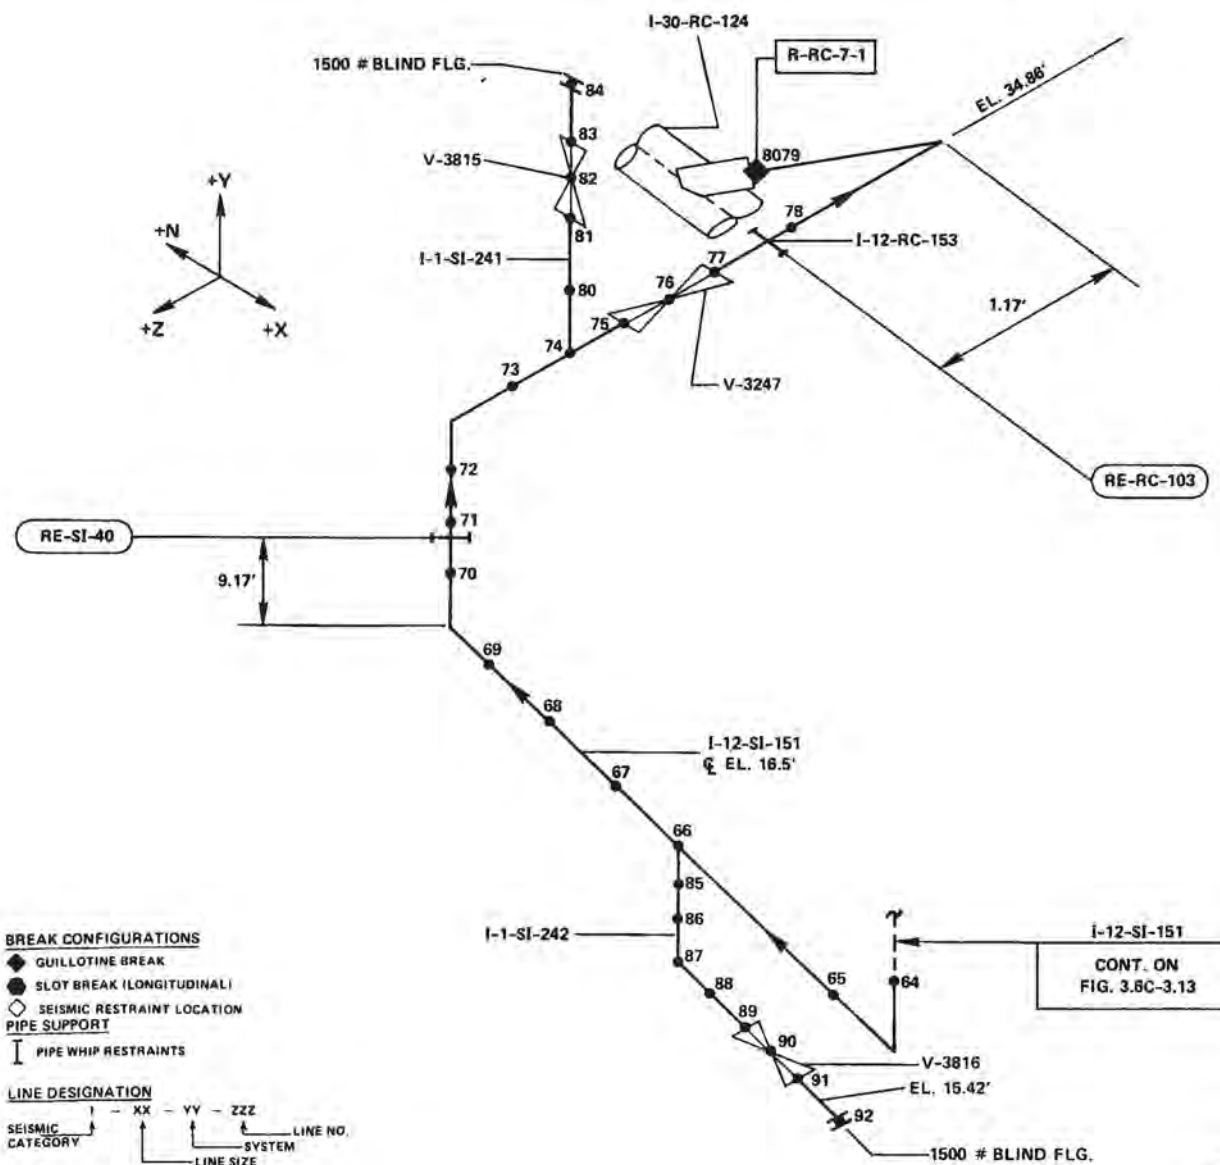 I-30-RC-124
R-RC-7-1
1500 # BLIND FLG.
84
EL. 34.86'
83
8079
V-3815
82
+Y
78
+N
81
I-12-RC-153
77
I-1-SI-241
76
80
1.17'
+Z
+X
75
74
V-3247
73
72
RE-RC-103
71
RE-SI-40
70
9.17'
69
68
I-12-SI-151
℄ EL. 16.5'
67
66
85
86
I-1-SI-242
I-12-SI-151
BREAK CONFIGURATIONS
87
CONT. ON
FIG. 3.6C-3.13
GUILLOTINE BREAK
64
65
88
SLOT BREAK (LONGITUDINAL)
SEISMIC RESTRAINT LOCATION
89
PIPE SUPPORT
90
PIPE WHIP RESTRAINTS
V-3816
91
EL. 15.42'
LINE DESIGNATION
I - XX - YY - ZZZ
92
SEISMIC
CATEGORY
LINE NO.
SYSTEM
1500 # BLIND FLG.
LINE SIZE